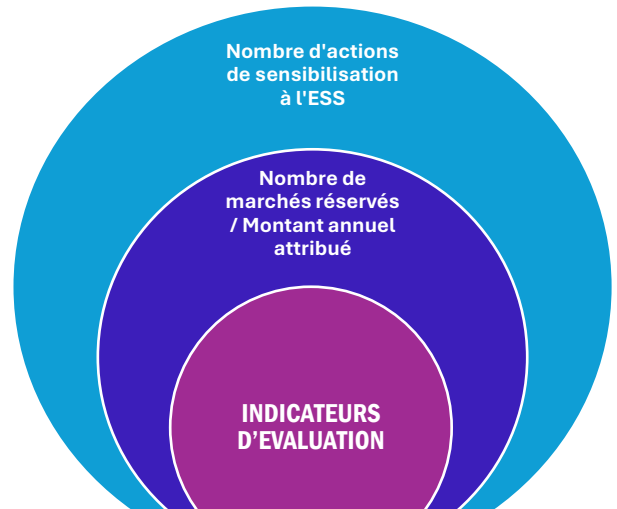 Nombre d'actions
de sensibilisation
à l'ESS
Nombre de
marchés réservés
/ Montant annuel
attribué
INDICATEURS
D’EVALUATION